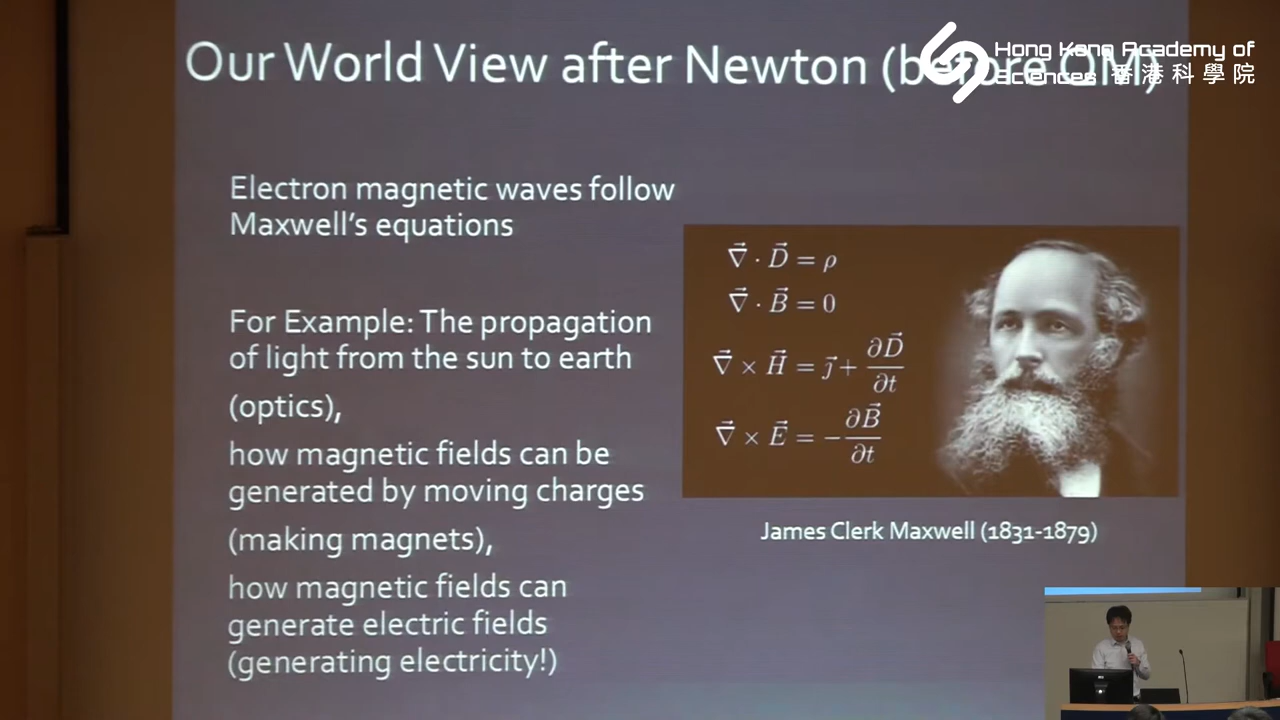 Our World View after Newton (before QM)
Hong Kong Academy of
Sciences 香港科學院
Electron magnetic waves follow
Maxwell's equations
For Example: The propagation
of light from the sun to earth
(optics),
how magnetic fields can be
generated by moving charges
(making magnets),
how magnetic fields can
generate electric fields
(generating electricity!)
∇⃗ · D⃗ = ρ
∇⃗ · B⃗ = 0
∇⃗ × H⃗ = ȷ⃗ + ∂D⃗/∂t
∇⃗ × E⃗ = −∂B⃗/∂t
James Clerk Maxwell (1831-1879)